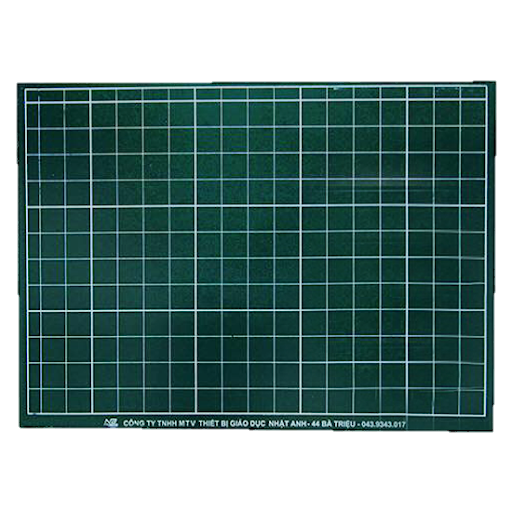 CÔNG TY TNHH MTV THIẾT BỊ GIÁO DỤC NHẬT ANH - 44 BÀ TRIỆU - 043.9343.017